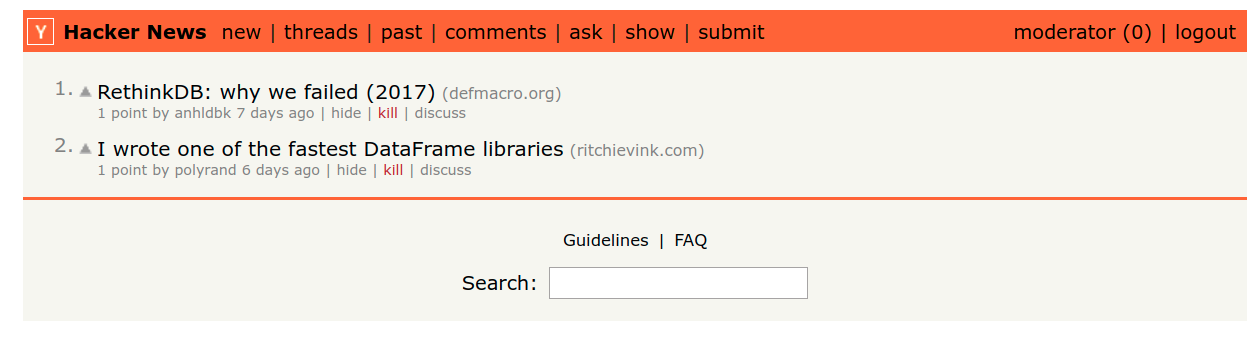 Y Hacker News new | threads | past | comments | ask | show | submit moderator (0) | logout
1. RethinkDB: why we failed (2017) (defmacro.org)
1 point by anhldbk 7 days ago | hide | kill | discuss
2. I wrote one of the fastest DataFrame libraries (ritchievink.com)
1 point by polyrand 6 days ago | hide | kill | discuss
Guidelines | FAQ
Search: